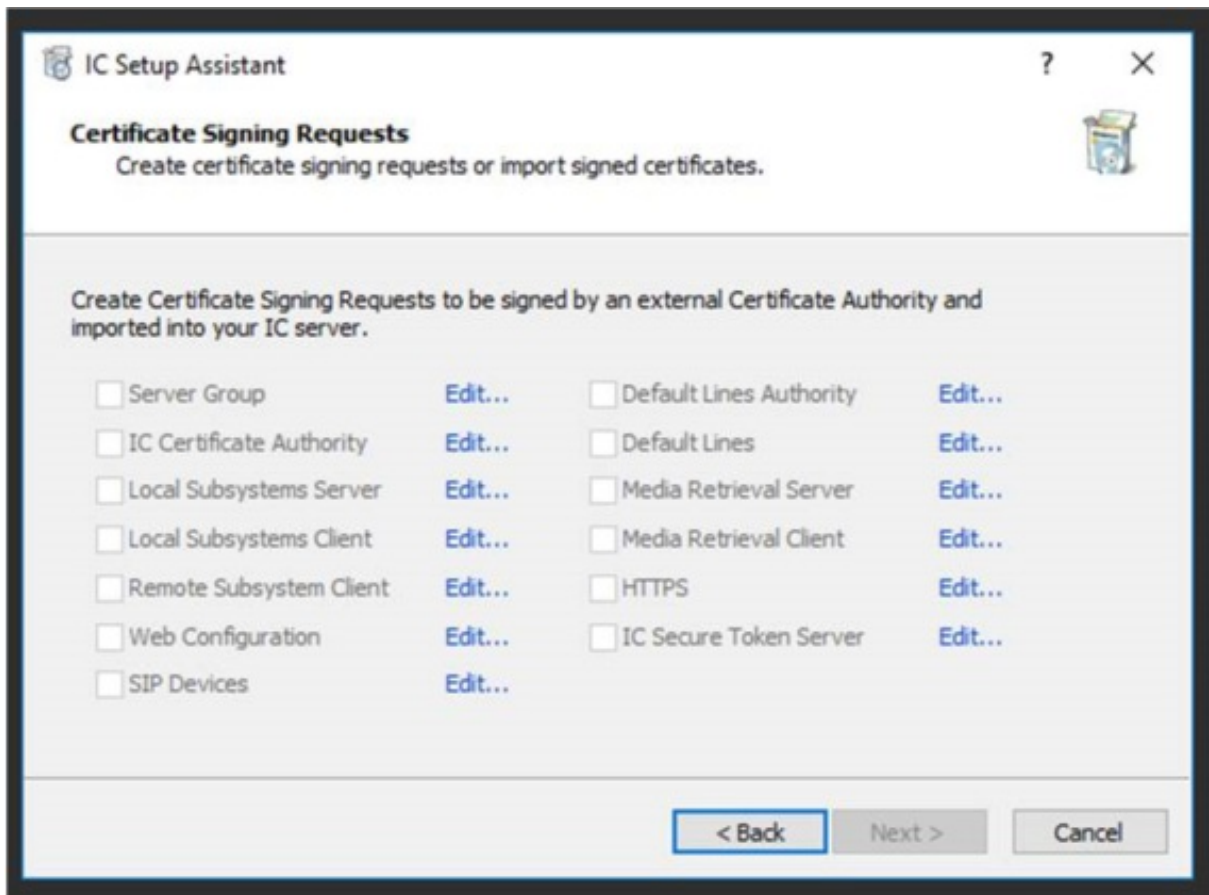 IC Setup Assistant
?
Certificate Signing Requests
Create certificate signing requests or import signed certificates.
Create Certificate Signing Requests to be signed by an external Certificate Authority and
imported into your IC server.
Server Group Edit... Default Lines Authority Edit...
IC Certificate Authority Edit... Default Lines Edit...
Local Subsystems Server Edit... Media Retrieval Server Edit...
Local Subsystems Client Edit... Media Retrieval Client Edit...
Remote Subsystem Client Edit... HTTPS Edit...
Web Configuration Edit... IC Secure Token Server Edit...
SIP Devices Edit...
< Back Next > Cancel